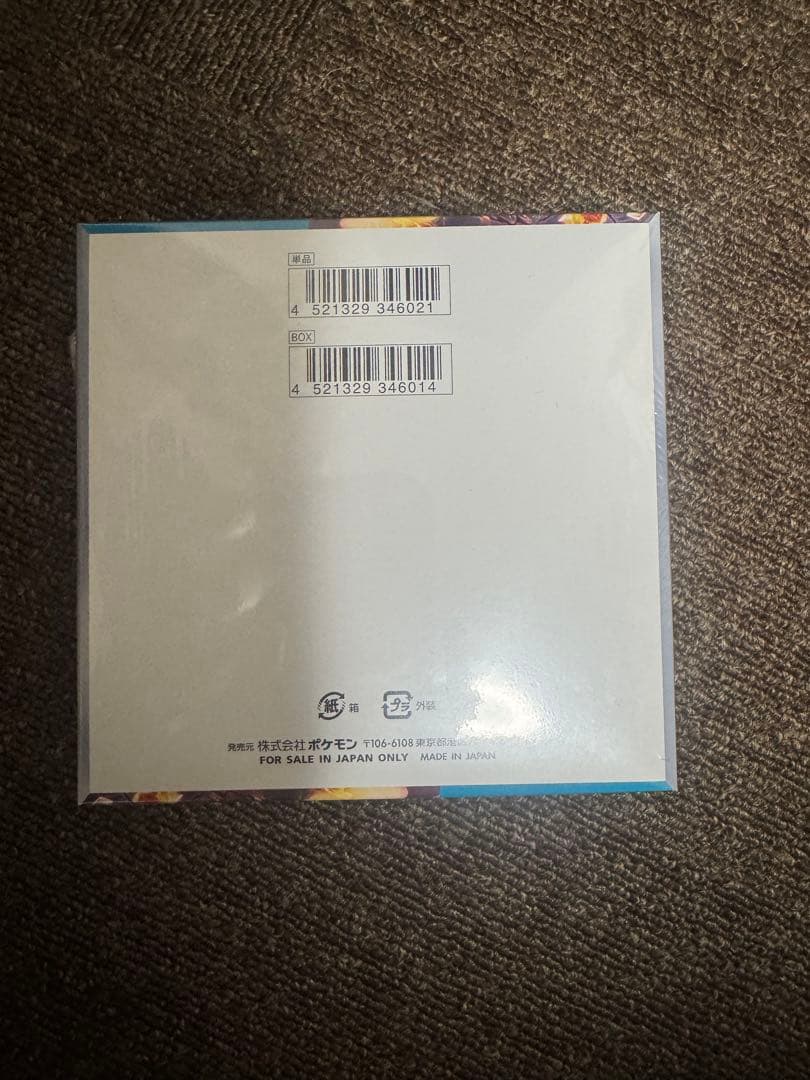 単品
4 521329 346021
BOX
4 521329 346014
紙 箱 プラ 外装
発売元 株式会社 ポケモン 〒106-6108 東京都港区
FOR SALE IN JAPAN ONLY MADE IN JAPAN